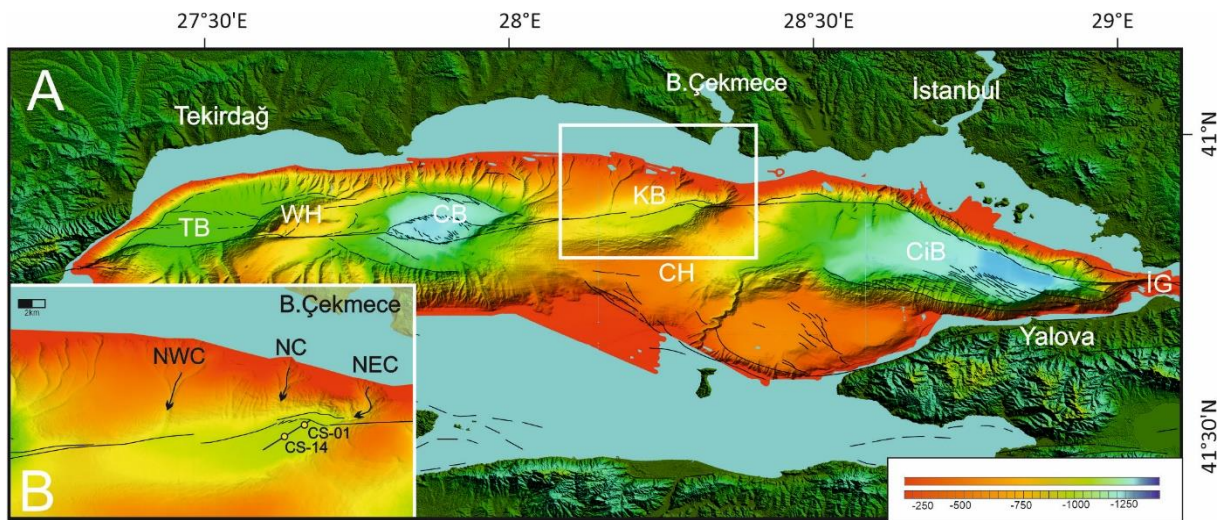 27°30'E 28°E 28°30'E 29°E
A
B.Çekmece
İstanbul
Tekirdağ
41°N
KB
TB WH CB
CiB
CH
İG
2km
B.Çekmece
Yalova
NWC NC NEC
CS-01
CS-14
41°30'N
B
-250 -500 -750 -1000 -1250